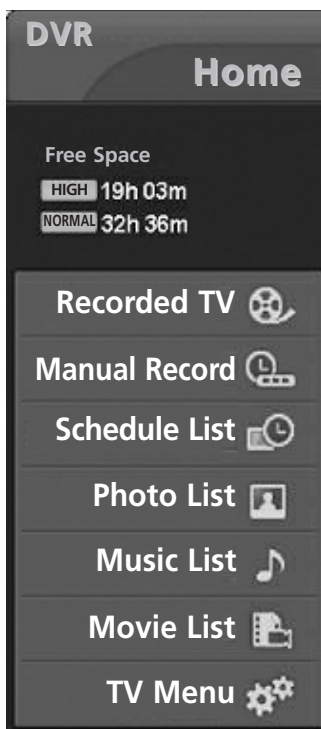 DVR
Home
Free Space
HIGH 19h 03m
NORMAL 32h 36m
Recorded TV
Manual Record
Schedule List
Photo List
Music List
Movie List
TV Menu